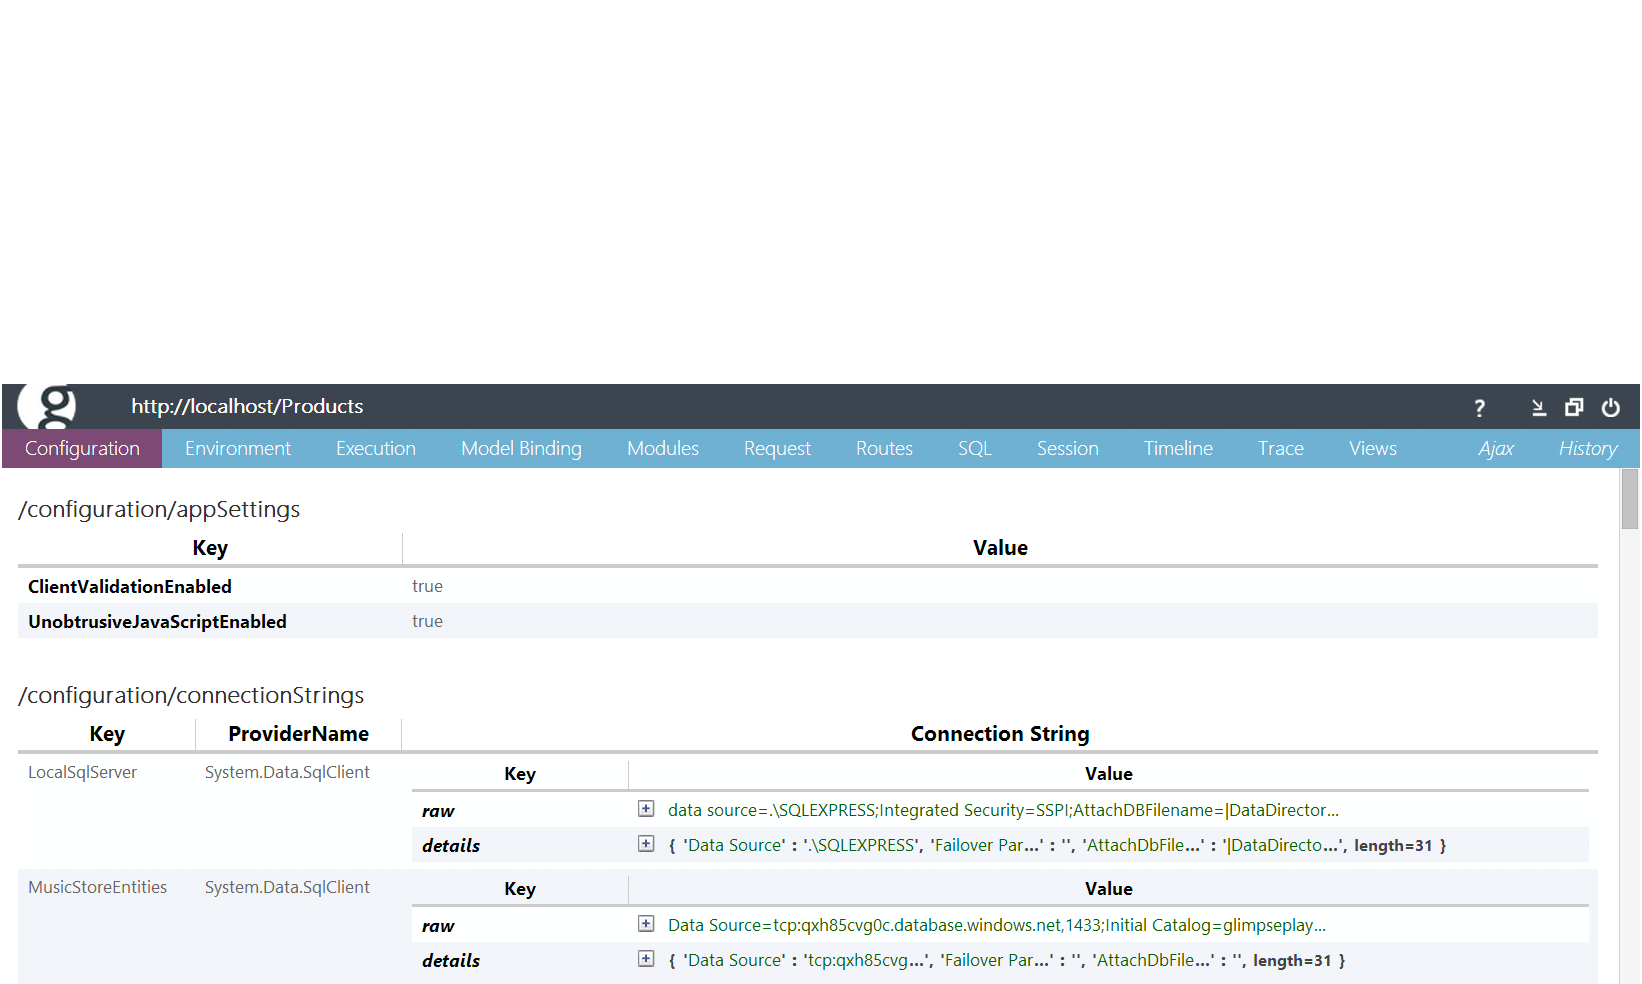 g http://localhost/Products ?
Configuration Environment Execution Model Binding Modules Request Routes SQL Session Timeline Trace Views Ajax History
/configuration/appSettings
Key Value
ClientValidationEnabled true
UnobtrusiveJavaScriptEnabled true
/configuration/connectionStrings
Key ProviderName Connection String
LocalSqlServer System.Data.SqlClient Key Value
raw data source=.\SQLEXPRESS;Integrated Security=SSPI;AttachDBFilename=|DataDirector...
details { 'Data Source' : '.\SQLEXPRESS', 'Failover Par...' : '', 'AttachDbFile...' : '|DataDirecto...', length=31 }
MusicStoreEntities System.Data.SqlClient Key Value
raw Data Source=tcp:qxh85cvg0c.database.windows.net,1433;Initial Catalog=glimpseplay...
details { 'Data Source' : 'tcp:qxh85cvg...', 'Failover Par...' : '', 'AttachDbFile...' : '', length=31 }